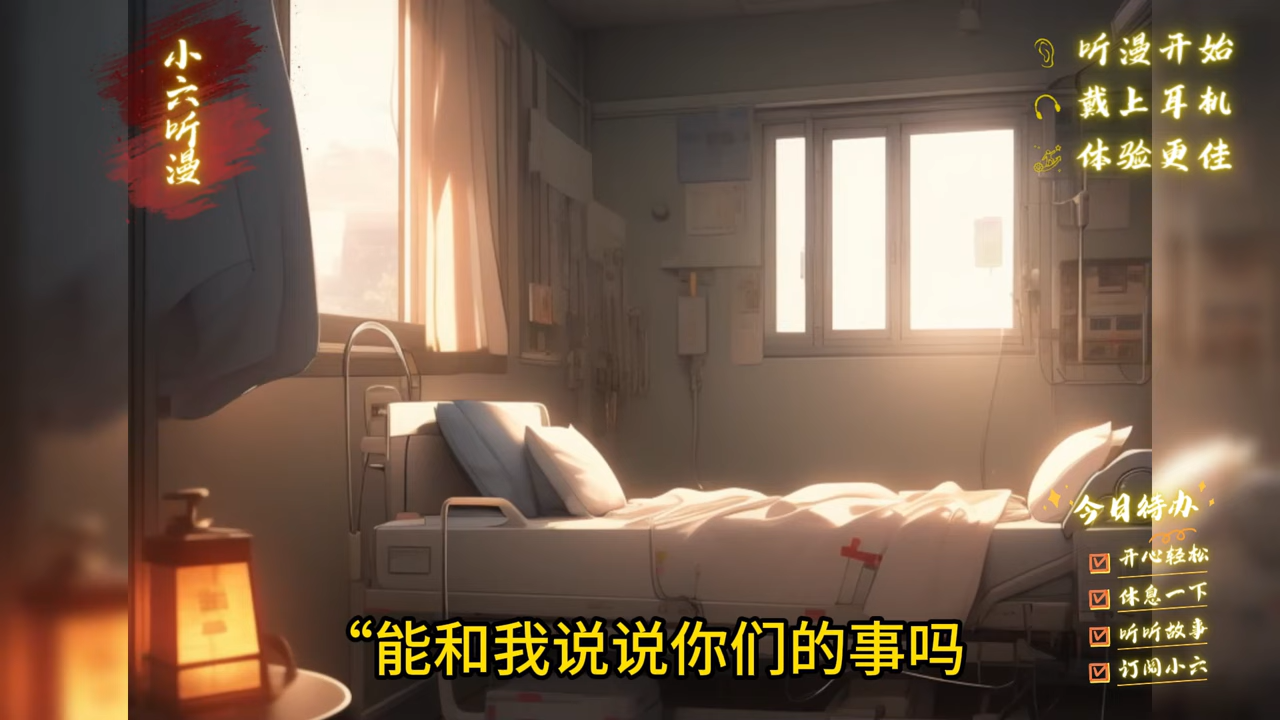 小六听漫
听漫开始
戴上耳机
体验更佳
今日待办
开心轻松
休息一下
听听故事
订阅小六
“能和我说说你们的事吗